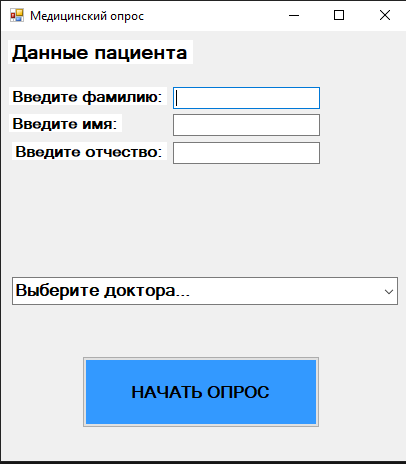 Медицинский опрос
Данные пациента
Введите фамилию:
Введите имя:
Введите отчество:
Выберите доктора...
НАЧАТЬ ОПРОС